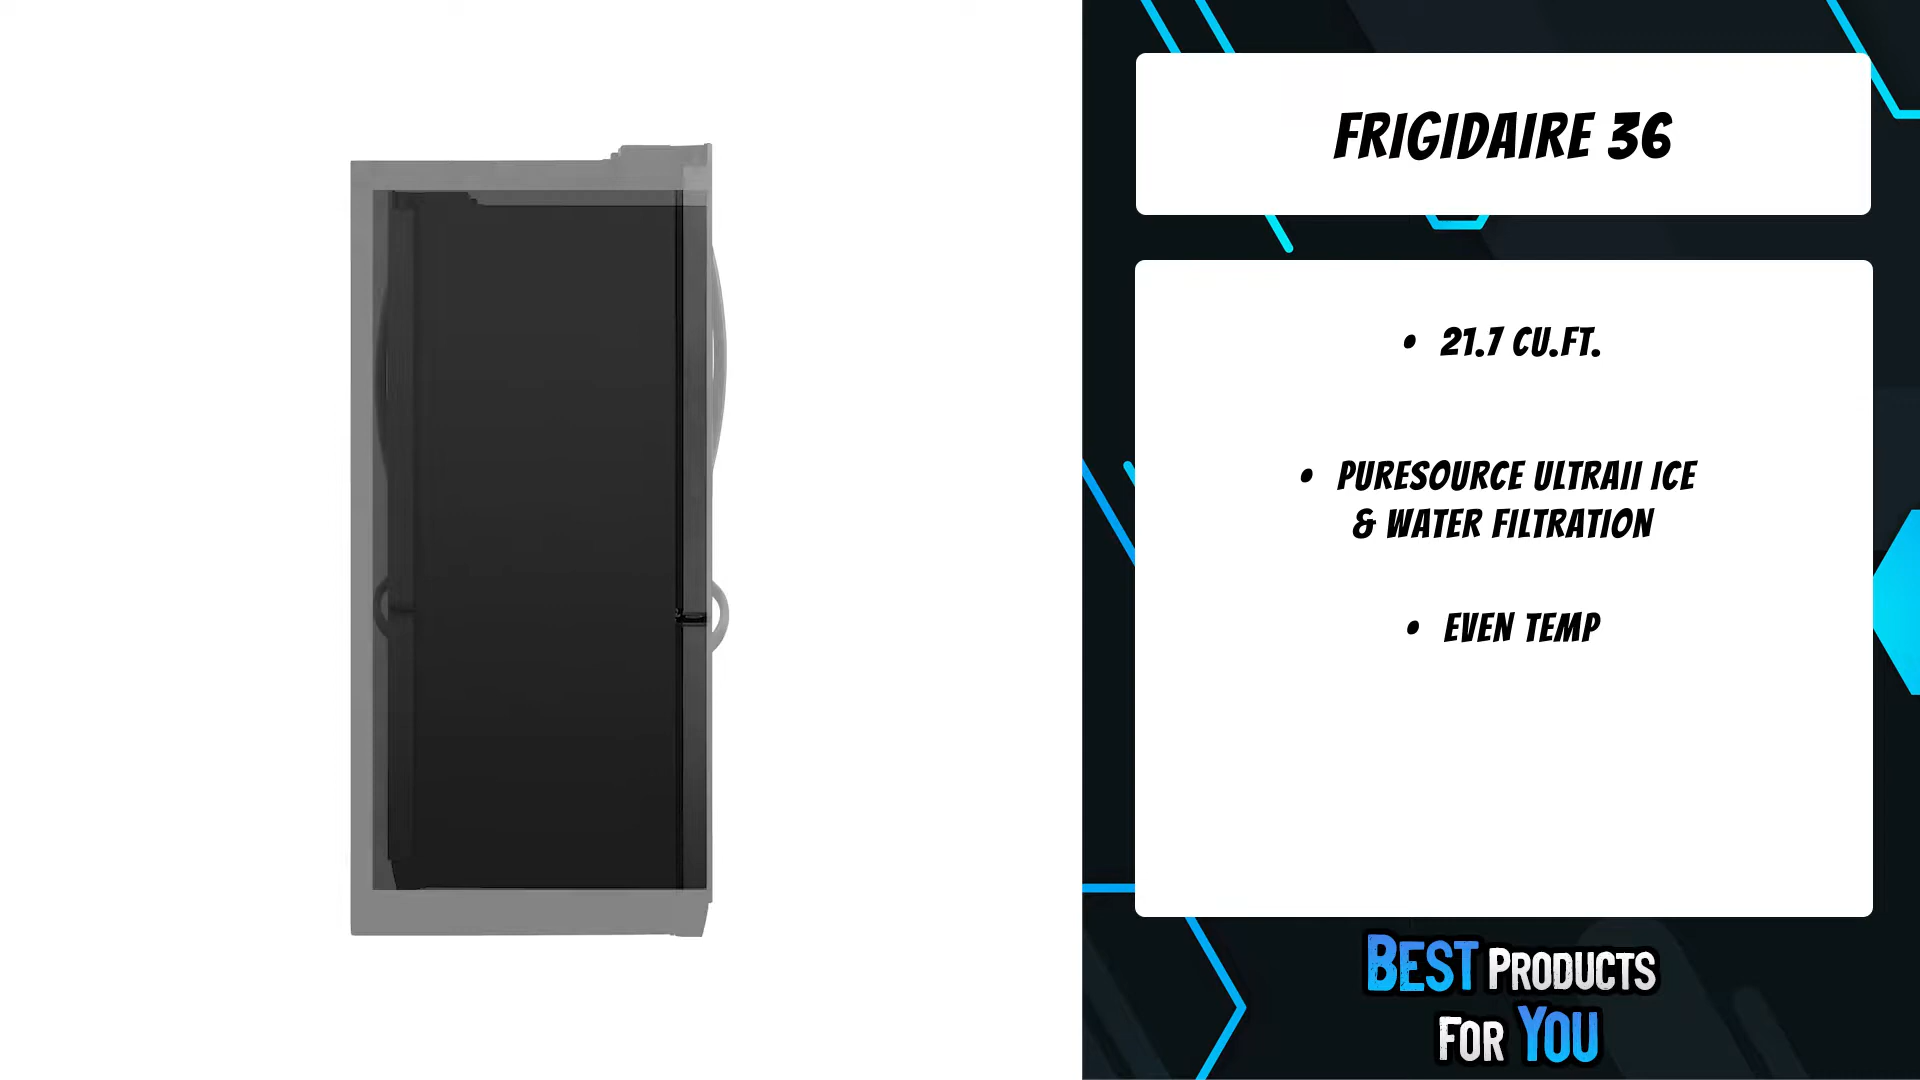 FRIGIDAIRE 36
• 21.7 CU.FT.
• PURESOURCE ULTRAII ICE
& WATER FILTRATION
• EVEN TEMP
BEST PRODUCTS
FOR YOU